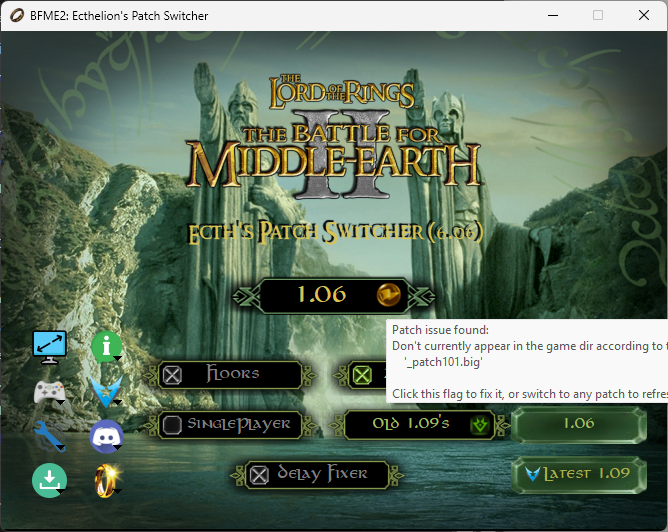 BFME2: Ecthelion's Patch Switcher
THE
LORD OF THE RINGS
THE BATTLE FOR
MIDDLE-EARTH
II
ECTH'S PATCH SWITCHER (6.06)
1.06
Patch issue found:
Don't currently appear in the game dir according to t
'_patch101.big'
Click this flag to fix it, or switch to any patch to refres
FLOORS
SINGLEPLAYER
OLD 1.09'S
1.06
DELAY FIXER
LATEST 1.09